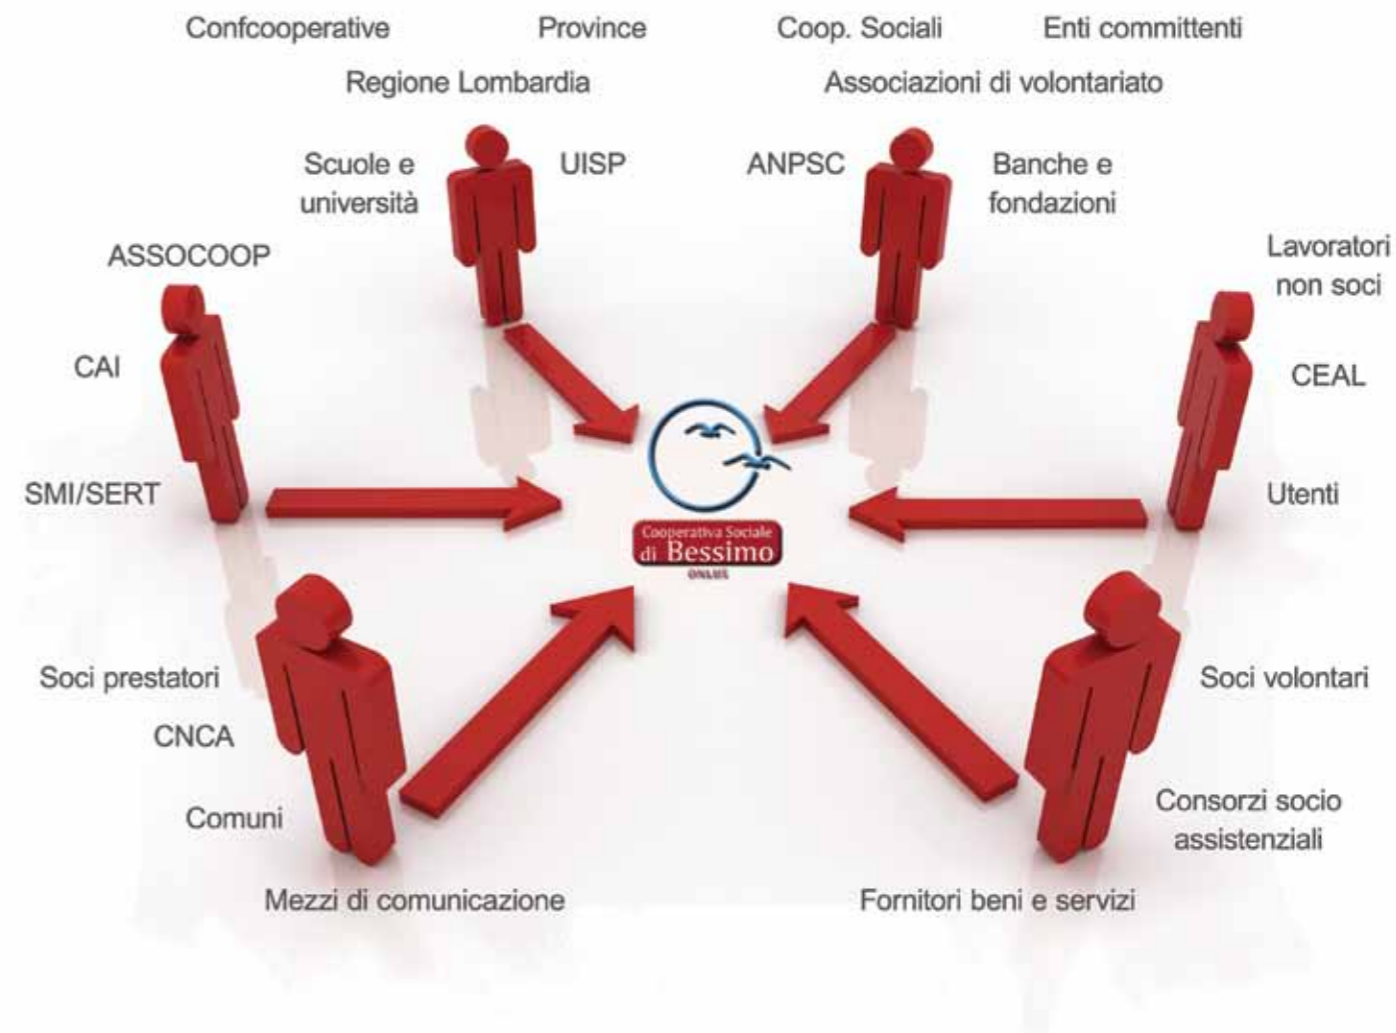 Confcooperative
Province
Coop. Sociali
Enti committenti
Regione Lombardia
Associazioni di volontariato
Scuole e
università
UISP
ANPSC
Banche e
fondazioni
ASSOCOOP
Lavoratori
non soci
CAI
CEAL
SMI/SERT
Utenti
Cooperativa Sociale
di Bessimo
ONLUS
Soci prestatori
Soci volontari
CNCA
Comuni
Consorzi socio
assistenziali
Mezzi di comunicazione
Fornitori beni e servizi